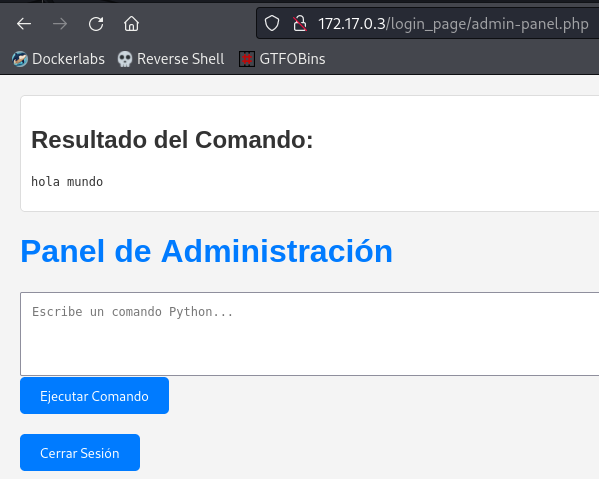 172.17.0.3/login_page/admin-panel.php
Dockerlabs Reverse Shell GTFOBins
Resultado del Comando:
hola mundo
Panel de Administración
Escribe un comando Python...
Ejecutar Comando
Cerrar Sesión